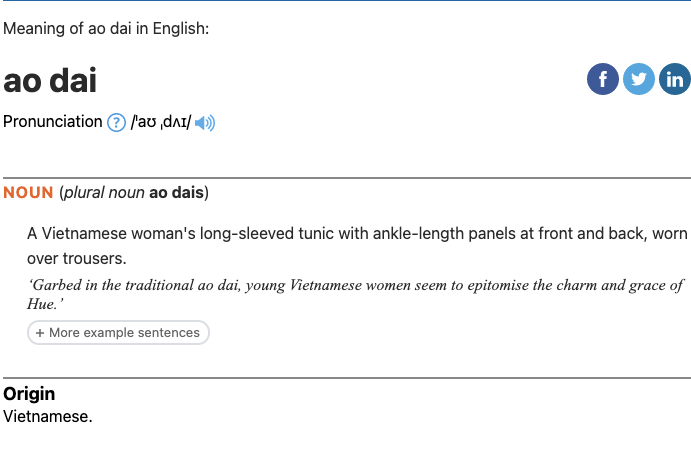 Meaning of ao dai in English:
ao dai
f
in
Pronunciation ? /ˈaʊ ˌdʌɪ/
NOUN (plural noun ao dais)
A Vietnamese woman's long-sleeved tunic with ankle-length panels at front and back, worn
over trousers.
‘Garbed in the traditional ao dai, young Vietnamese women seem to epitomise the charm and grace of
Hue.’
+ More example sentences
Origin
Vietnamese.